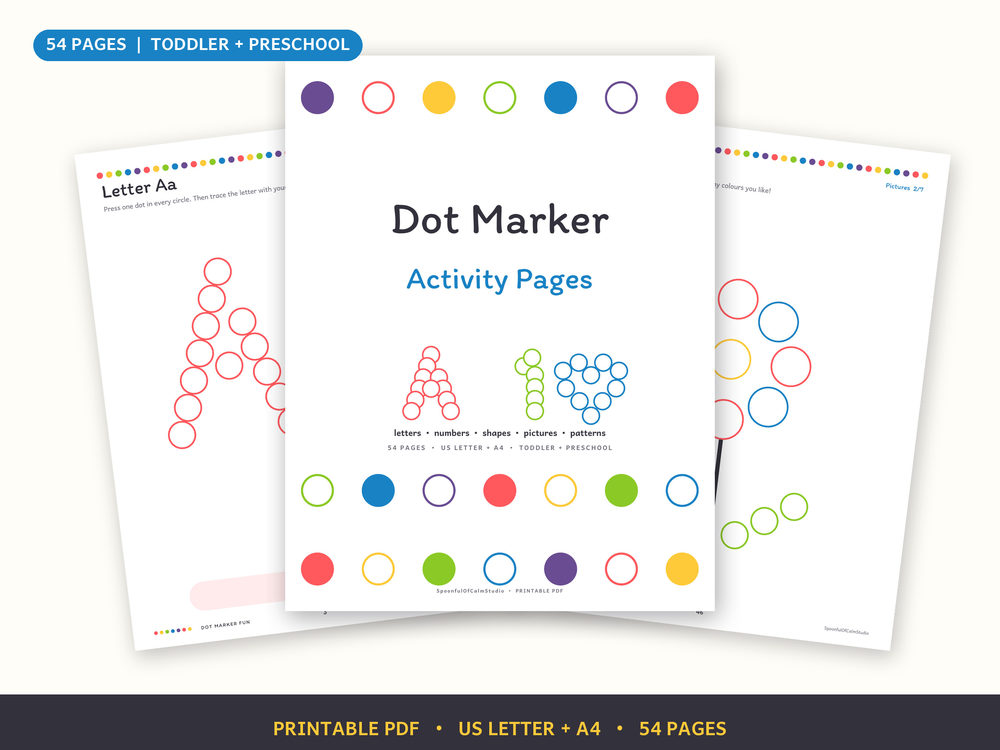 54 PAGES | TODDLER + PRESCHOOL
Letter Aa
Press one dot in every circle. Then trace the letter with your
DOT MARKER FUN
3
Dot Marker
Activity Pages
letters • numbers • shapes • pictures • patterns
54 PAGES • US LETTER + A4 • TODDLER + PRESCHOOL
SpoonfulOfCalmStudio • PRINTABLE PDF
colours you like!
Pictures 2/7
46
SpoonfulOfCalmStudio
PRINTABLE PDF • US LETTER + A4 • 54 PAGES